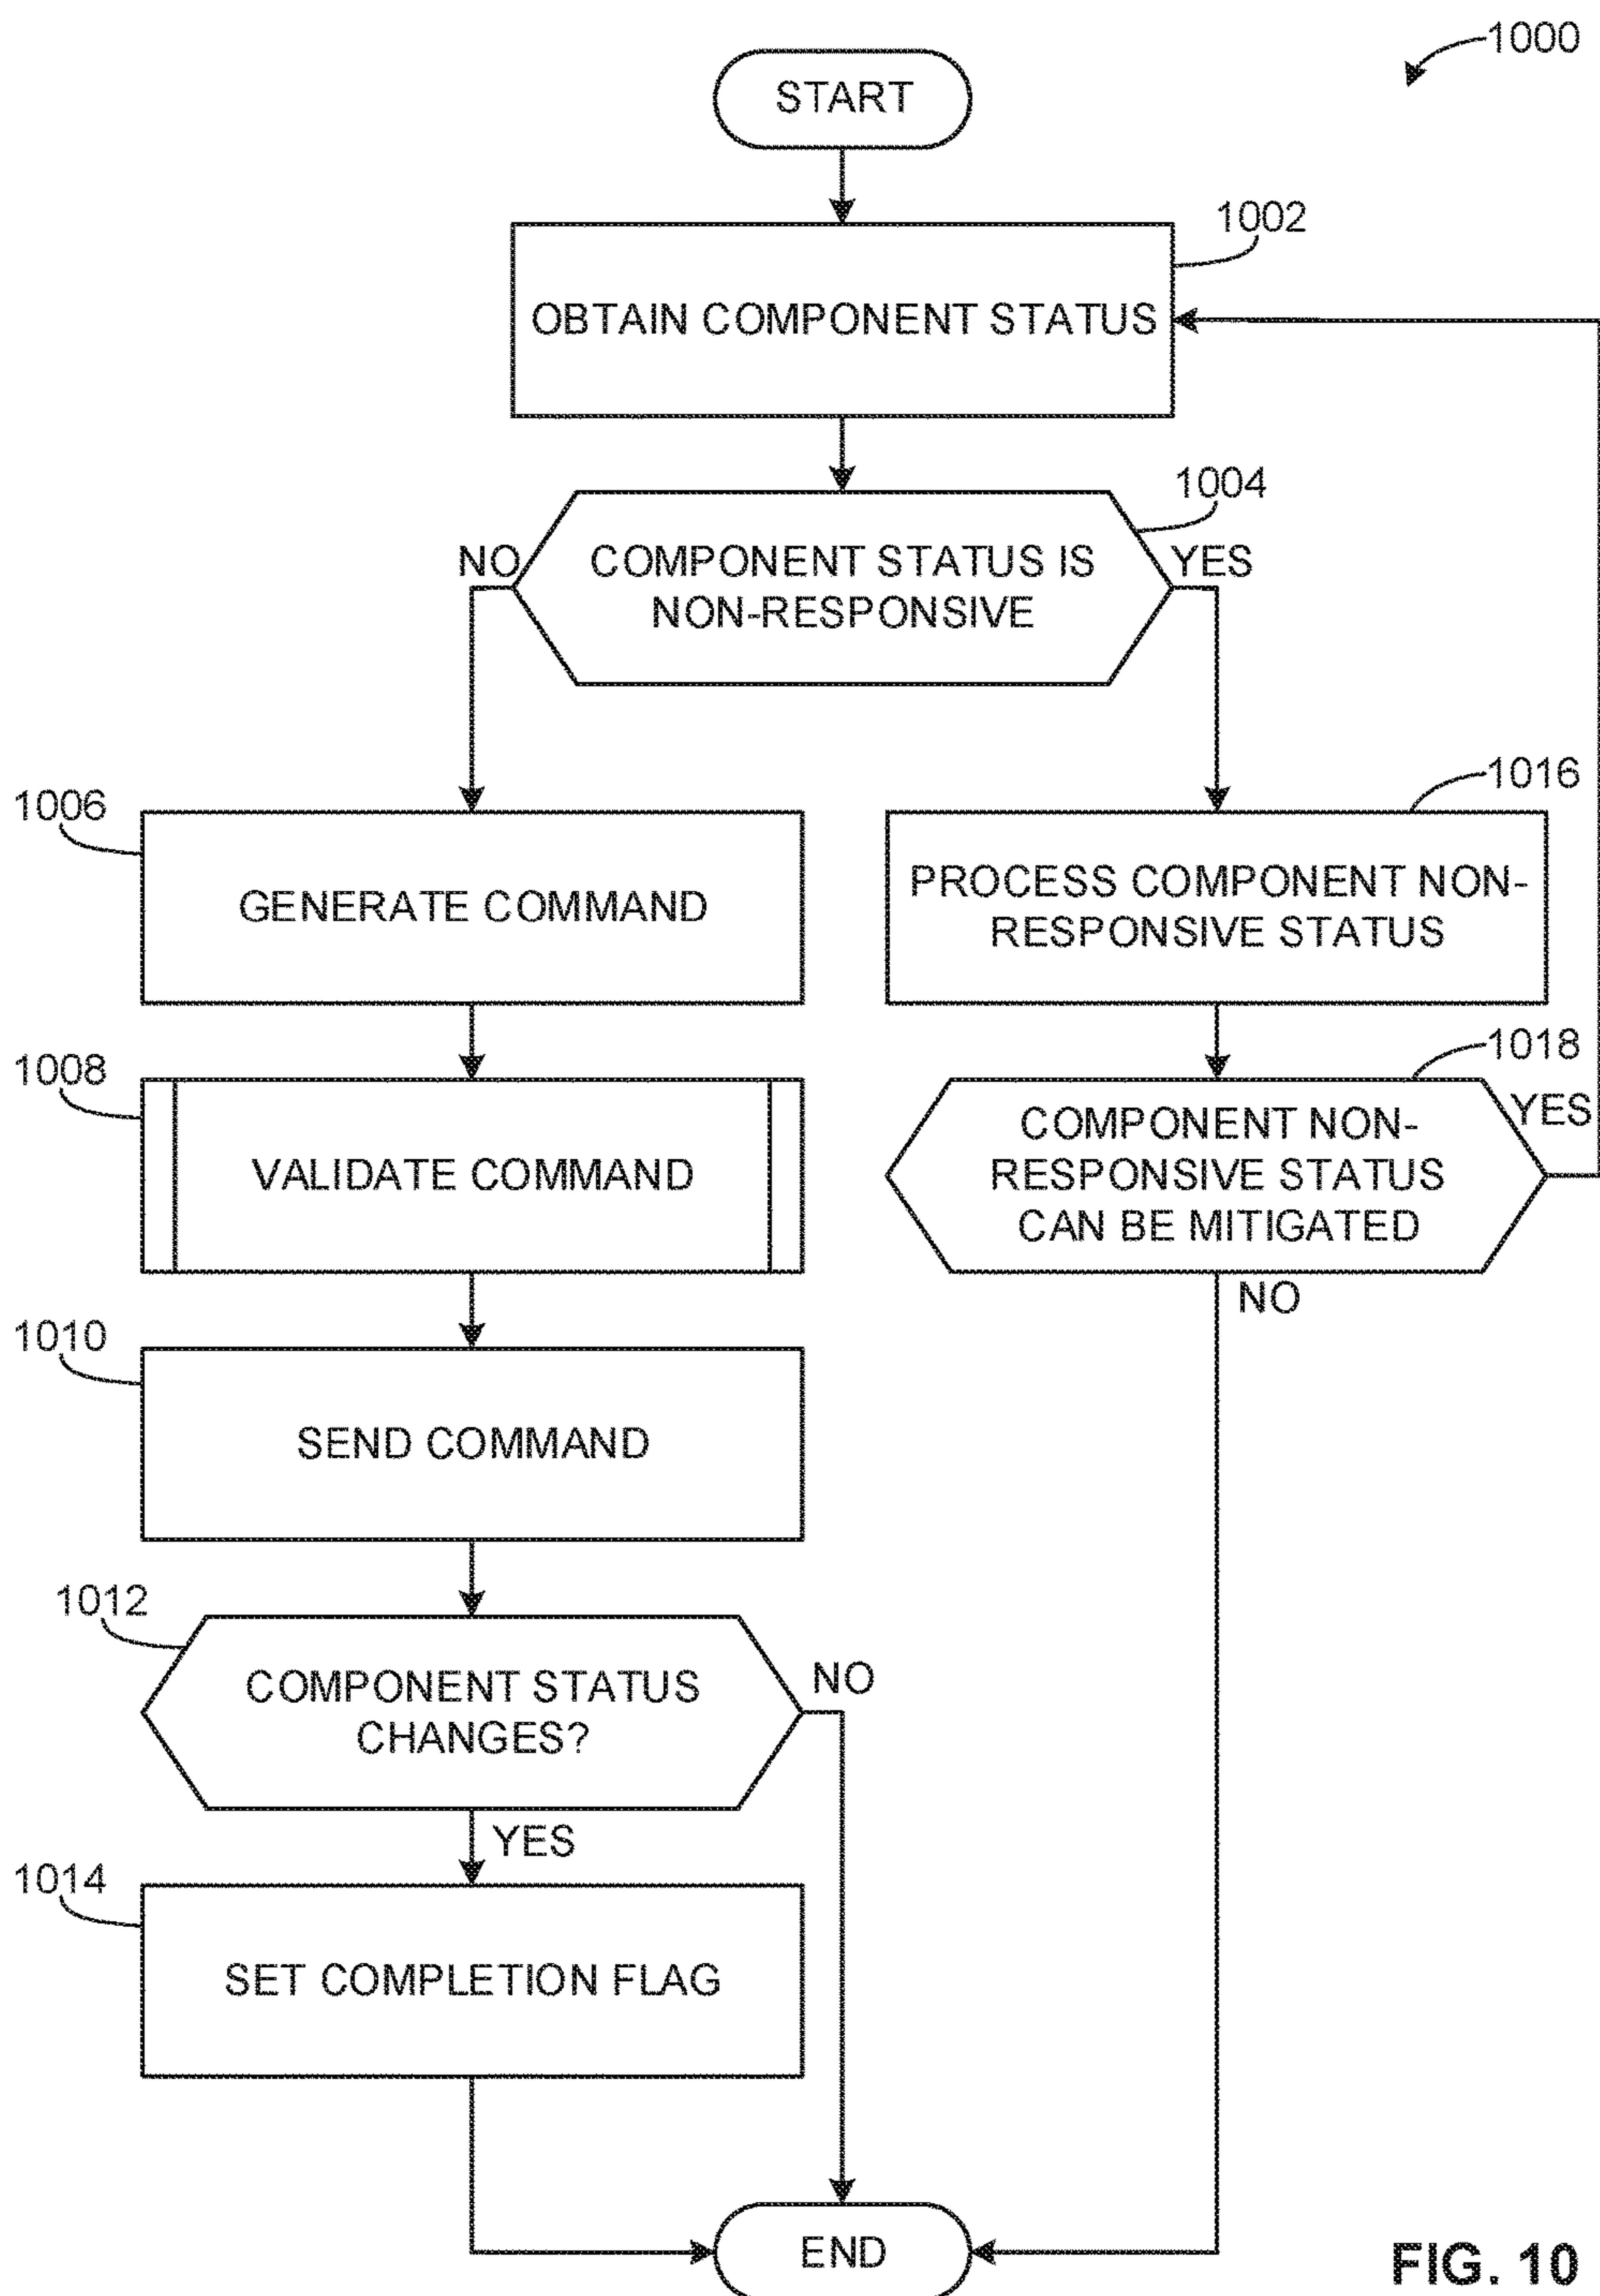 1000
START
1002
OBTAIN COMPONENT STATUS
1004
NO
COMPONENT STATUS IS
NON-RESPONSIVE
YES
1006
GENERATE COMMAND
1016
PROCESS COMPONENT NON-
RESPONSIVE STATUS
1008
VALIDATE COMMAND
1018
COMPONENT NON-
RESPONSIVE STATUS
CAN BE MITIGATED
YES
NO
1010
SEND COMMAND
1012
COMPONENT STATUS
CHANGES?
NO
YES
1014
SET COMPLETION FLAG
END
FIG. 10